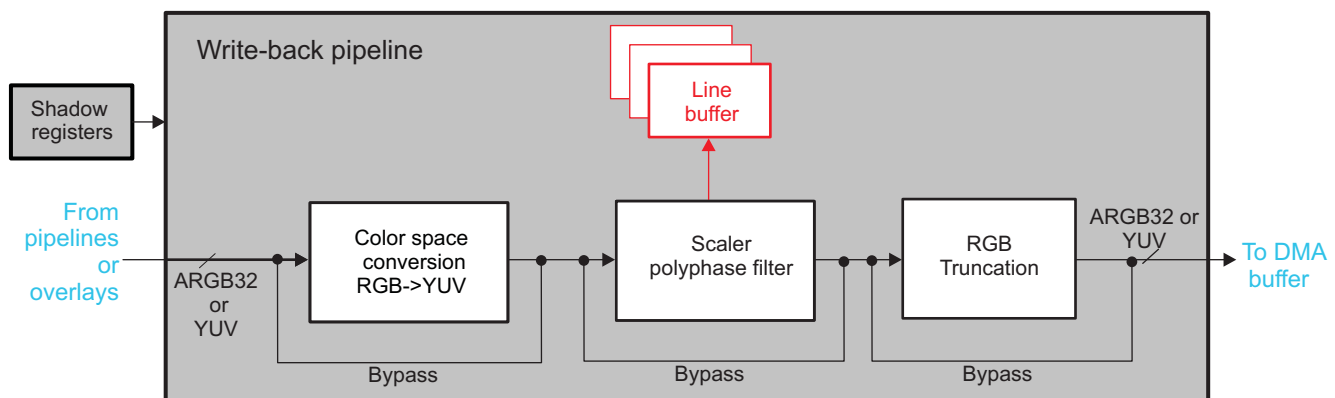 Write-back pipeline
Shadow
registers
Line
buffer
From
pipelines
or
overlays
ARGB32
or
YUV
Color space
conversion
RGB->YUV
Bypass
Scaler
polyphase filter
Bypass
RGB
Truncation
Bypass
ARGB32 or
YUV
To DMA
buffer